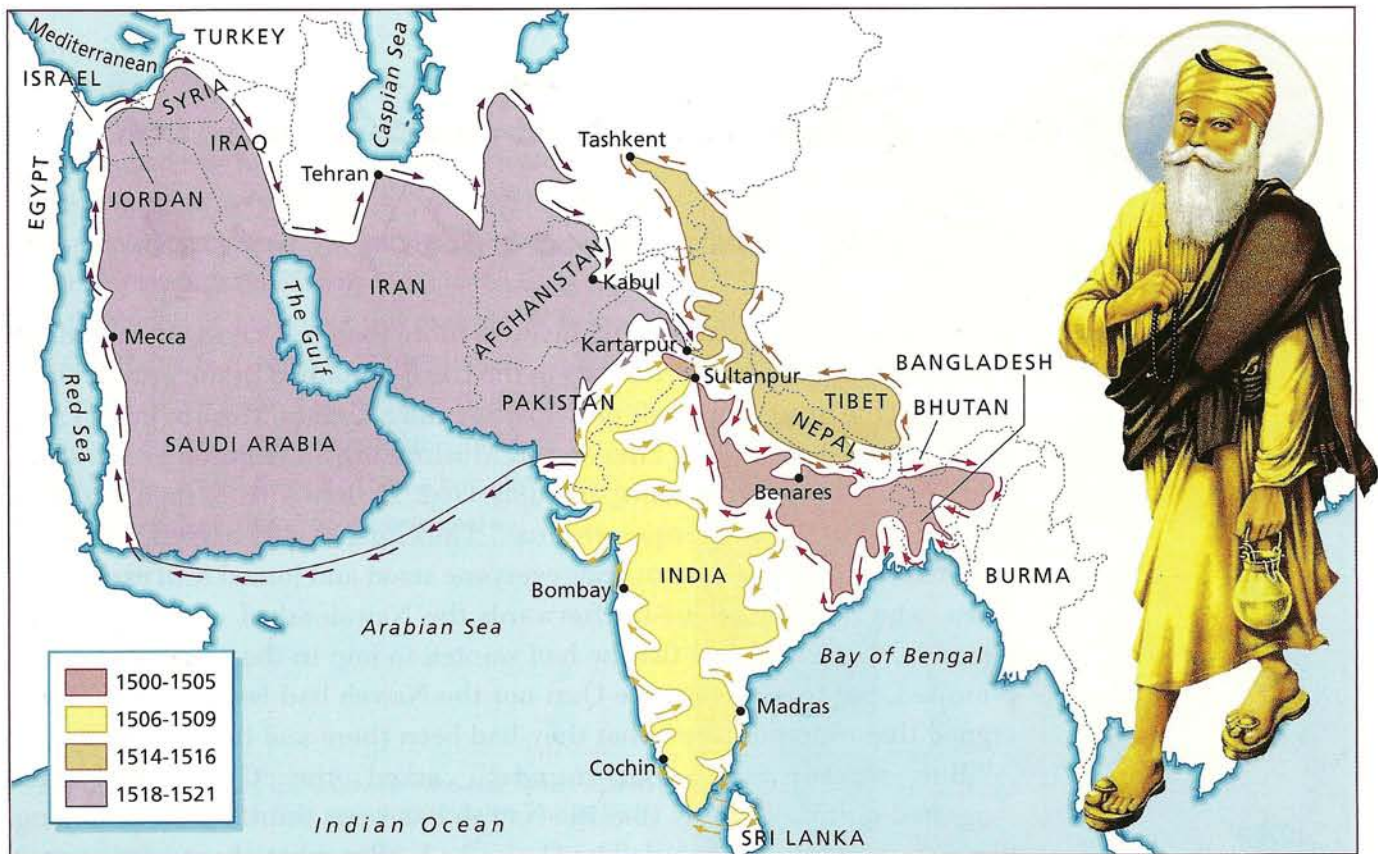 Mediterranean
TURKEY
Caspian Sea
ISRAEL
SYRIA
IRAQ
Tehran
Tashkent
EGYPT
JORDAN
The Gulf
IRAN
AFGHANISTAN
Kabul
Mecca
Kartarpur
Sultanpur
BANGLADESH
Red Sea
PAKISTAN
TIBET
BHUTAN
NEPAL
SAUDI ARABIA
Benares
INDIA
BURMA
Bombay
Arabian Sea
Bay of Bengal
1500-1505
1506-1509
1514-1516
1518-1521
Madras
Cochin
Indian Ocean
SRI LANKA